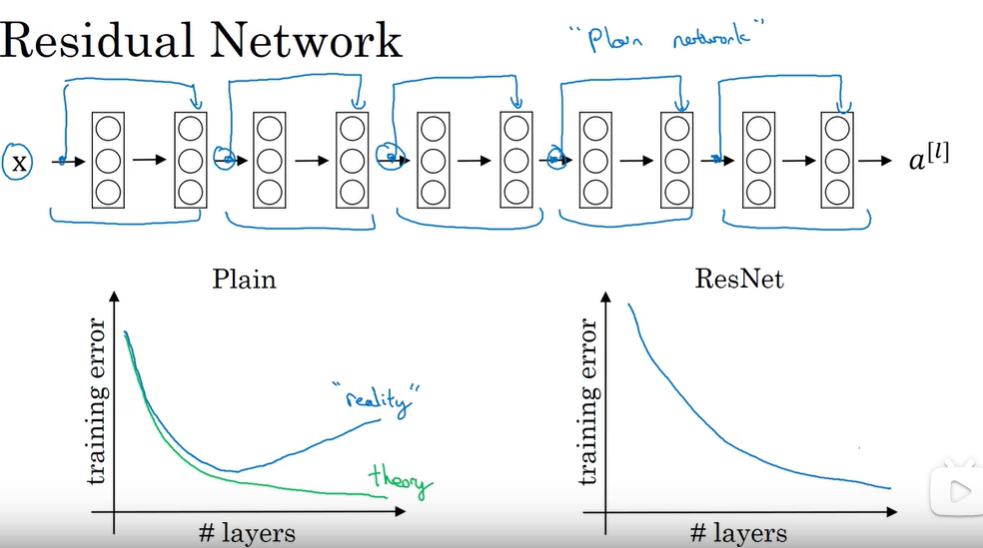 Residual Network
"Plain network"
x
a[l]
Plain
ResNet
training error
"reality"
theory
# layers
training error
# layers